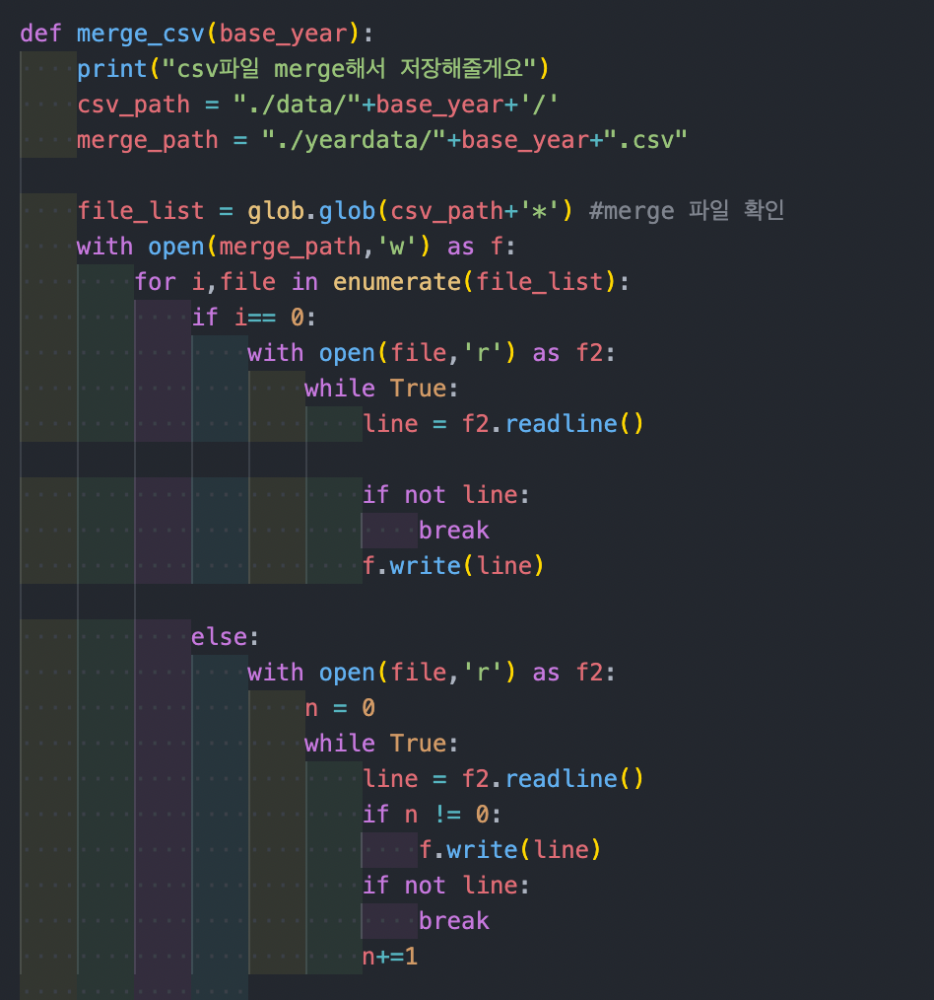 def merge_csv(base_year):
    print("csv파일 merge해서 저장해줄게요")
    csv_path = "./data/"+base_year+'/'
    merge_path = "./yeardata/"+base_year+".csv"

    file_list = glob.glob(csv_path+'*') #merge 파일 확인
    with open(merge_path,'w') as f:
        for i,file in enumerate(file_list):
            if i== 0:
                with open(file,'r') as f2:
                    while True:
                        line = f2.readline()

                        if not line:
                            break
                        f.write(line)

            else:
                with open(file,'r') as f2:
                    n = 0
                    while True:
                        line = f2.readline()
                        if n != 0:
                            f.write(line)
                        if not line:
                            break
                        n+=1